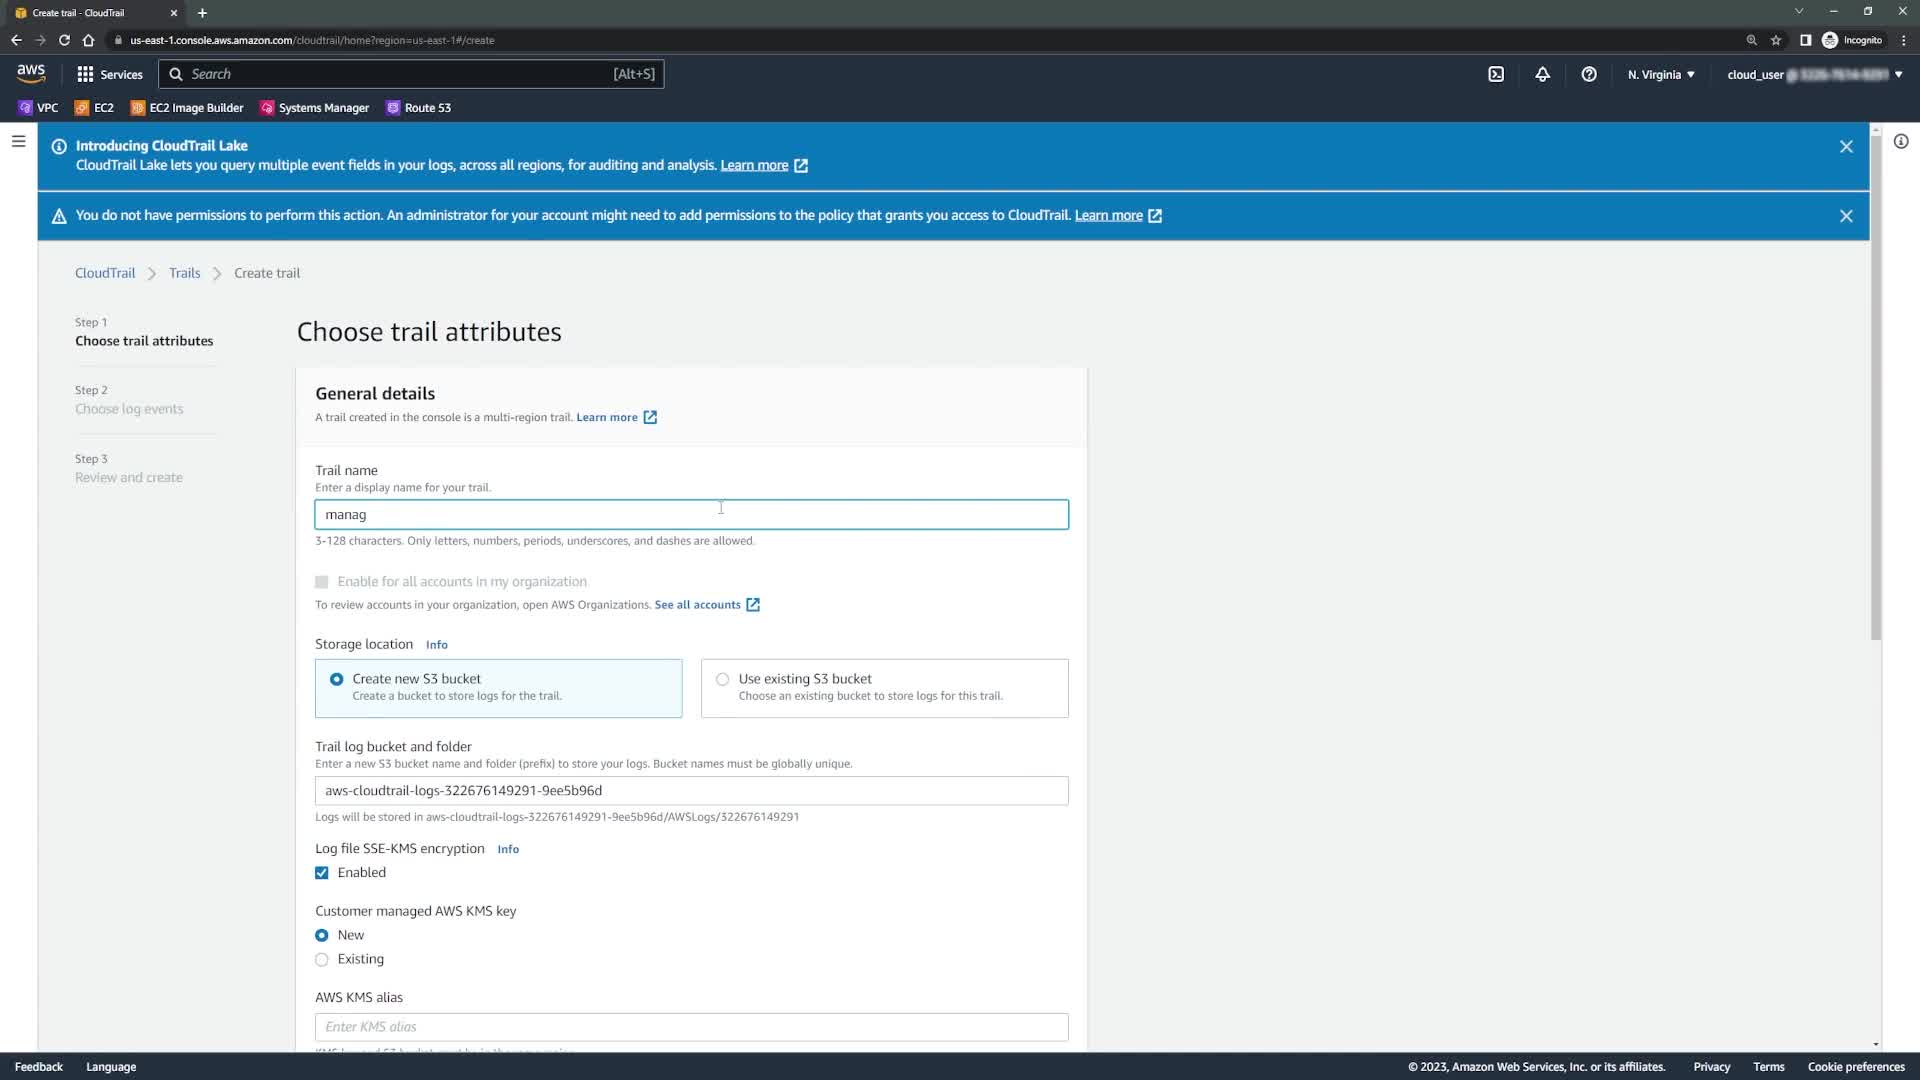 Create trail - CloudTrail
us-east-1.console.aws.amazon.com/cloudtrail/home?region=us-east-1#/create
Incognito
aws
Services
Search
[Alt+S]
N. Virginia
cloud_user @
VPC
EC2
EC2 Image Builder
Systems Manager
Route 53
Introducing CloudTrail Lake
CloudTrail Lake lets you query multiple event fields in your logs, across all regions, for auditing and analysis. Learn more
You do not have permissions to perform this action. An administrator for your account might need to add permissions to the policy that grants you access to CloudTrail. Learn more
CloudTrail
Trails
Create trail
Step 1
Choose trail attributes
Step 2
Choose log events
Step 3
Review and create
Choose trail attributes
General details
A trail created in the console is a multi-region trail. Learn more
Trail name
Enter a display name for your trail.
manag
3-128 characters. Only letters, numbers, periods, underscores, and dashes are allowed.
Enable for all accounts in my organization
To review accounts in your organization, open AWS Organizations. See all accounts
Storage location Info
Create new S3 bucket
Create a bucket to store logs for the trail.
Use existing S3 bucket
Choose an existing bucket to store logs for this trail.
Trail log bucket and folder
Enter a new S3 bucket name and folder (prefix) to store your logs. Bucket names must be globally unique.
aws-cloudtrail-logs-322676149291-9ee5b96d
Logs will be stored in aws-cloudtrail-logs-322676149291-9ee5b96d/AWSLogs/322676149291
Log file SSE-KMS encryption Info
Enabled
Customer managed AWS KMS key
New
Existing
AWS KMS alias
Enter KMS alias
Feedback
Language
© 2023, Amazon Web Services, Inc. or its affiliates.
Privacy
Terms
Cookie preferences